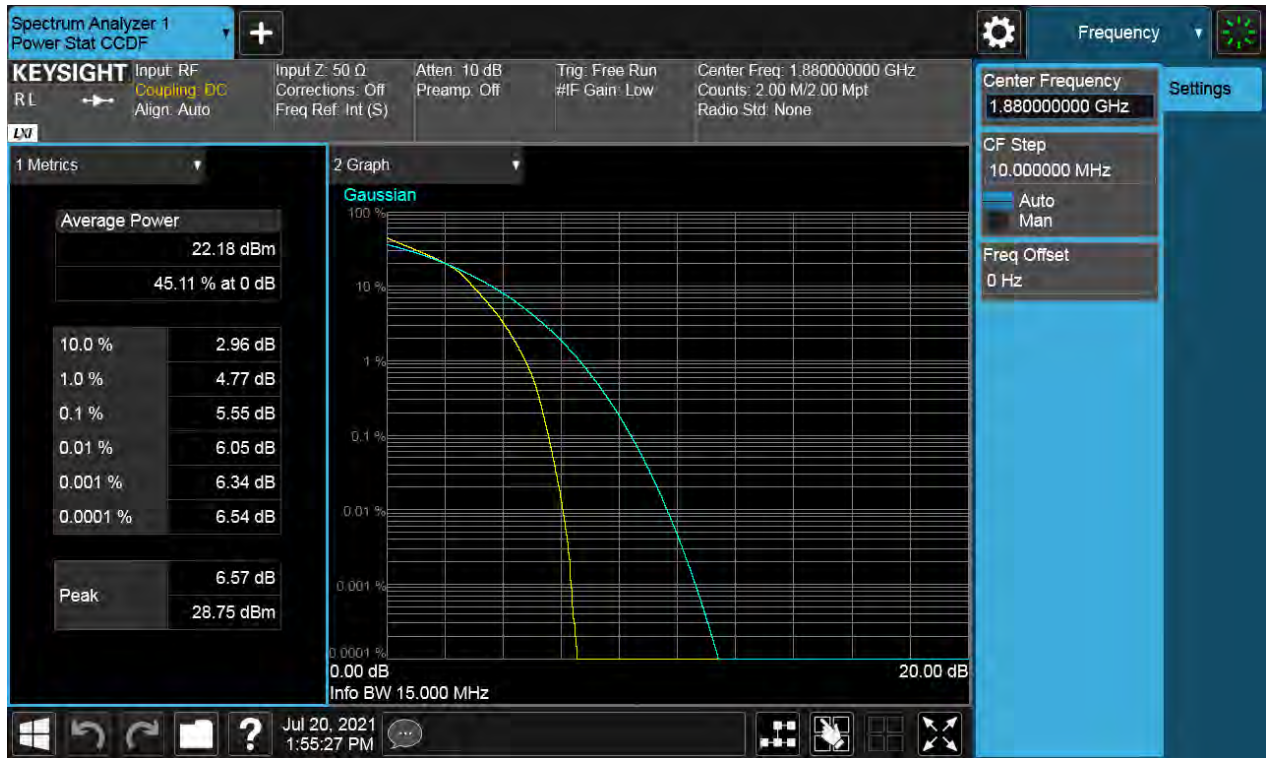 Spectrum Analyzer 1
Power Stat CCDF
Frequency
KEYSIGHT
RL
LXI
Input: RF
Coupling: DC
Align: Auto
Input Z: 50 Ω
Corrections: Off
Freq Ref: Int (S)
Atten: 10 dB
Preamp: Off
Trig: Free Run
#IF Gain: Low
Center Freq: 1.880000000 GHz
Counts: 2.00 M/2.00 Mpt
Radio Std: None
Center Frequency
1.880000000 GHz
Settings
CF Step
10.000000 MHz
Auto
Man
Freq Offset
0 Hz
1 Metrics
Average Power
22.18 dBm
45.11 % at 0 dB
10.0 % 2.96 dB
1.0 % 4.77 dB
0.1 % 5.55 dB
0.01 % 6.05 dB
0.001 % 6.34 dB
0.0001 % 6.54 dB
Peak
6.57 dB
28.75 dBm
2 Graph
Gaussian
100 %
10 %
1 %
0.1 %
0.01 %
0.001 %
0.0001 %
0.00 dB
20.00 dB
Info BW 15.000 MHz
?
Jul 20, 2021
1:55:27 PM